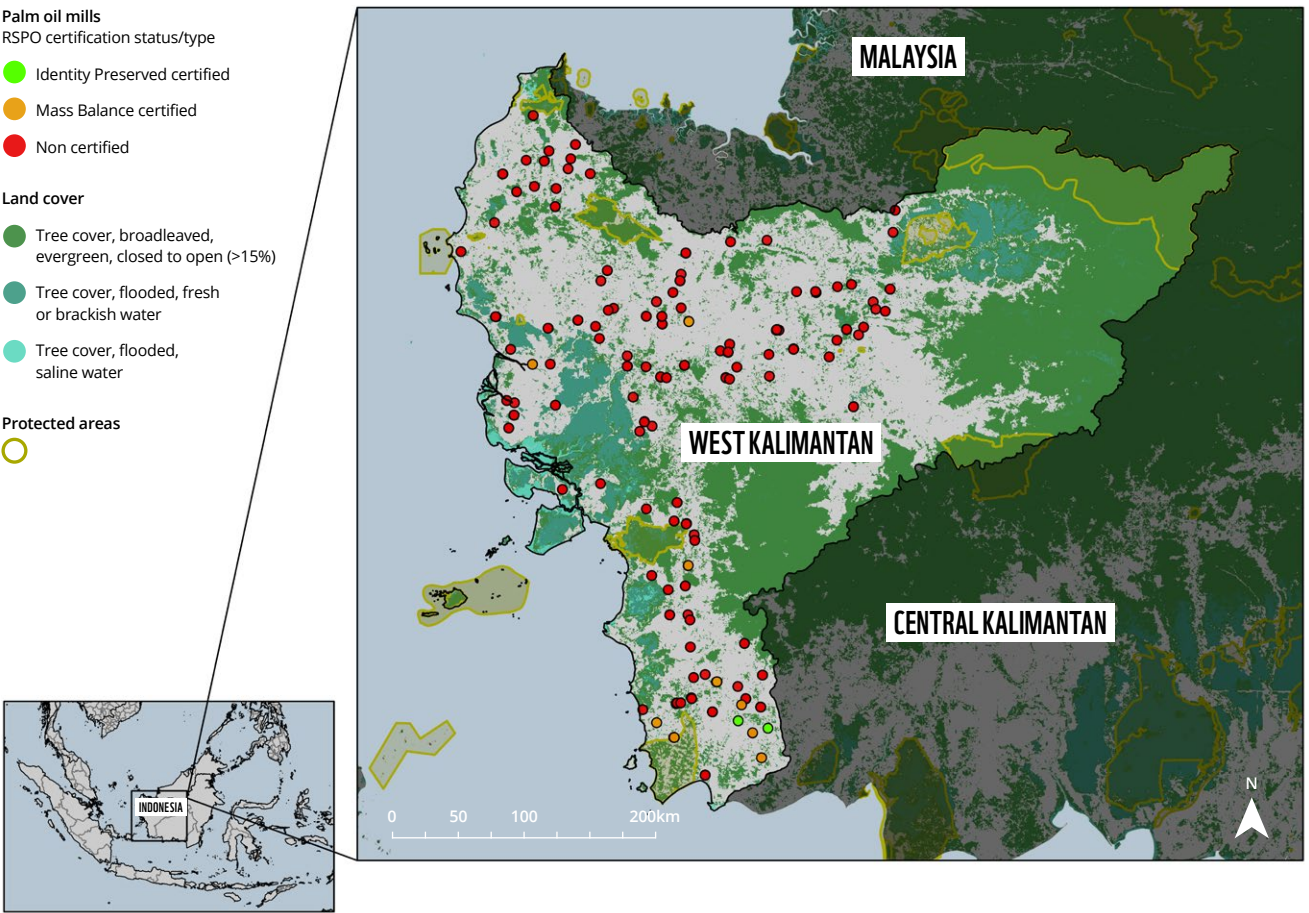 Palm oil mills
RSPO certification status/type
Identity Preserved certified
Mass Balance certified
Non certified
Land cover
Tree cover, broadleaved,
evergreen, closed to open (>15%)
Tree cover, flooded, fresh
or brackish water
Tree cover, flooded,
saline water
Protected areas
MALAYSIA
WEST KALIMANTAN
CENTRAL KALIMANTAN
N
0 50 100 200km
INDONESIA